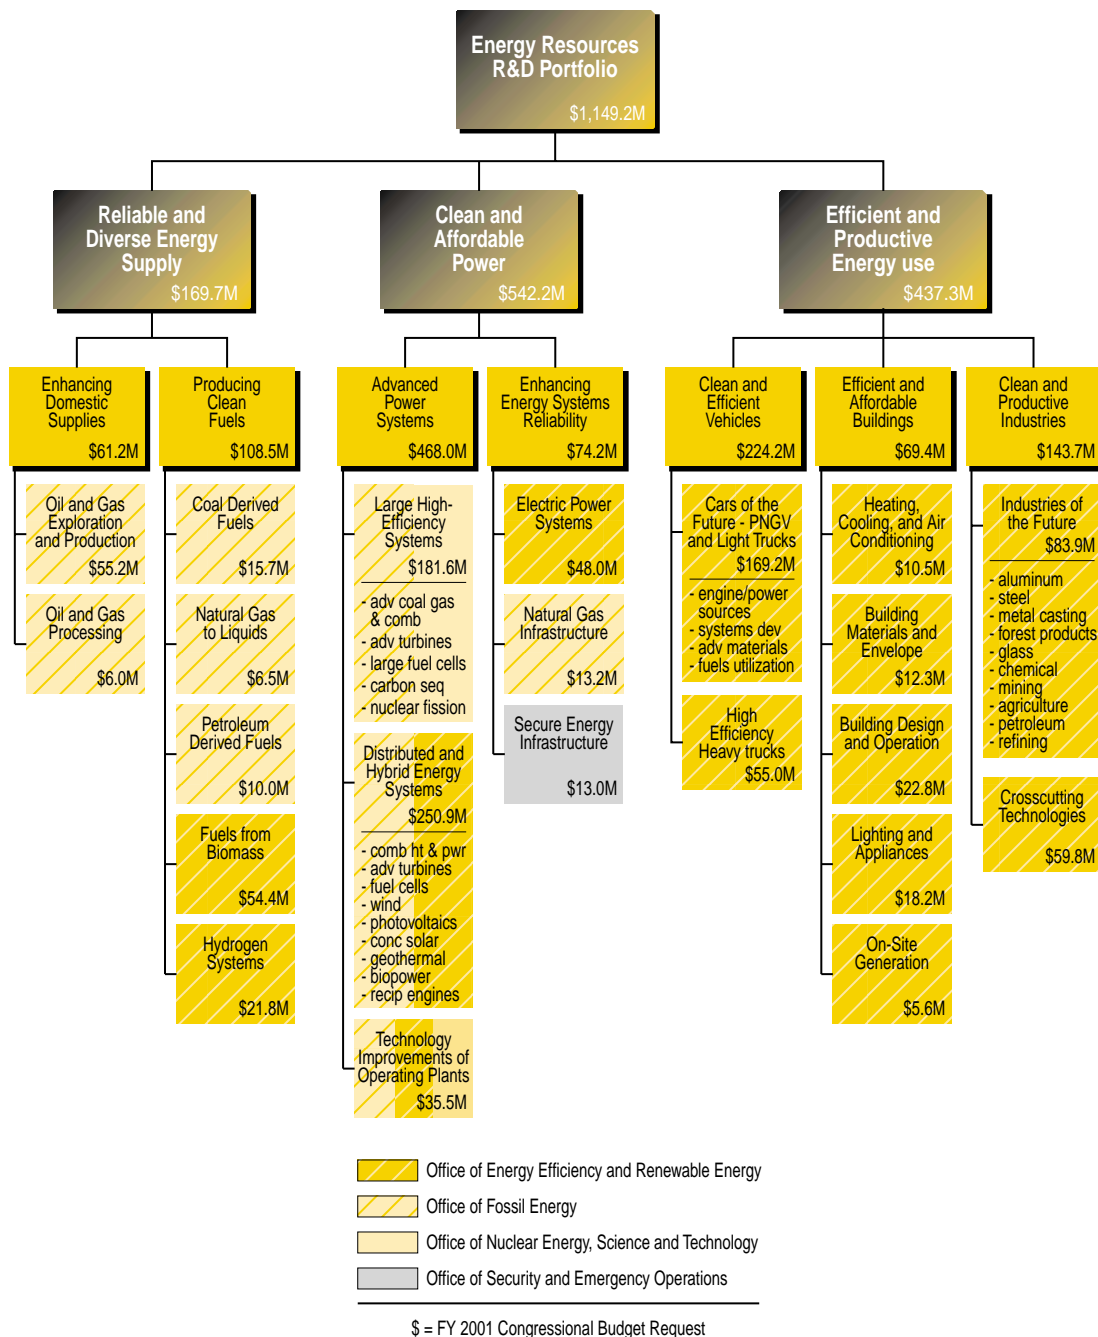 Energy Resources
R&D Portfolio
$1,149.2M
Reliable and
Diverse Energy
Supply
$169.7M
Clean and
Affordable
Power
$542.2M
Efficient and
Productive
Energy use
$437.3M
Enhancing
Domestic
Supplies
$61.2M
Producing
Clean
Fuels
$108.5M
Advanced
Power
Systems
$468.0M
Enhancing
Energy Systems
Reliability
$74.2M
Clean and
Efficient
Vehicles
$224.2M
Efficient and
Affordable
Buildings
$69.4M
Clean and
Productive
Industries
$143.7M
Oil and Gas
Exploration
and Production
$55.2M
Oil and Gas
Processing
$6.0M
Coal Derived
Fuels
$15.7M
Natural Gas
to Liquids
$6.5M
Petroleum
Derived Fuels
$10.0M
Fuels from
Biomass
$54.4M
Hydrogen
Systems
$21.8M
Large High-
Efficiency
Systems
$181.6M
- adv coal gas
& comb
- adv turbines
- large fuel cells
- carbon seq
- nuclear fission
Distributed and
Hybrid Energy
Systems
$250.9M
- comb ht & pwr
- adv turbines
- fuel cells
- wind
- photovoltaics
- conc solar
- geothermal
- biopower
- recip engines
Technology
Improvements of
Operating Plants
$35.5M
Electric Power
Systems
$48.0M
Natural Gas
Infrastructure
$13.2M
Secure Energy
Infrastructure
$13.0M
Cars of the
Future - PNGV
and Light Trucks
$169.2M
- engine/power
sources
- systems dev
- adv materials
- fuels utilization
High
Efficiency
Heavy trucks
$55.0M
Heating,
Cooling, and Air
Conditioning
$10.5M
Building
Materials and
Envelope
$12.3M
Building Design
and Operation
$22.8M
Lighting and
Appliances
$18.2M
On-Site
Generation
$5.6M
Industries of
the Future
$83.9M
- aluminum
- steel
- metal casting
- forest products
- glass
- chemical
- mining
- agriculture
- petroleum
- refining
Crosscutting
Technologies
$59.8M
Office of Energy Efficiency and Renewable Energy
Office of Fossil Energy
Office of Nuclear Energy, Science and Technology
Office of Security and Emergency Operations
$ = FY 2001 Congressional Budget Request